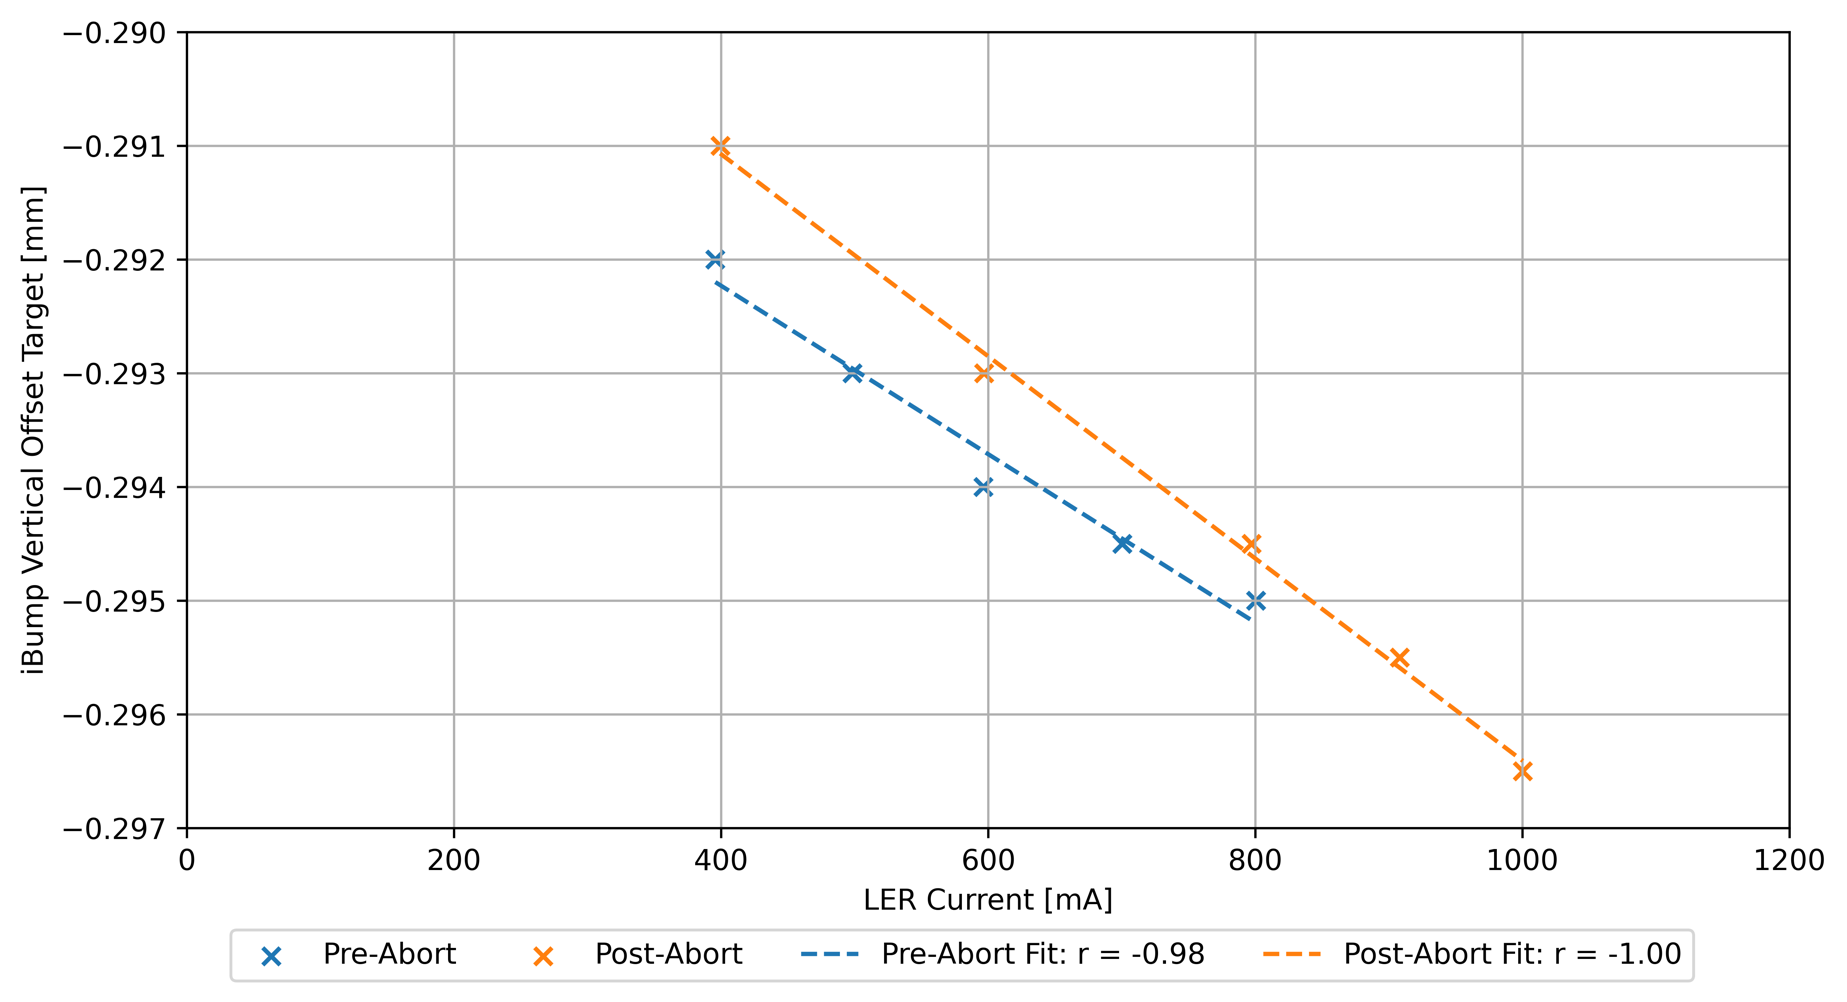 −0.290
−0.291
−0.292
−0.293
−0.294
−0.295
−0.296
−0.297
iBump Vertical Offset Target [mm]
0 200 400 600 800 1000 1200
LER Current [mA]
Pre-Abort Post-Abort Pre-Abort Fit: r = -0.98 Post-Abort Fit: r = -1.00